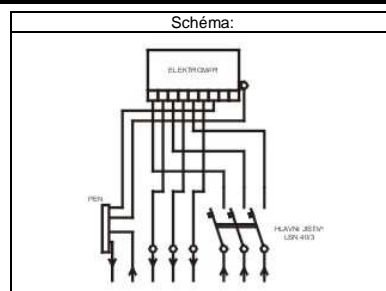 Schéma:
ELEKTROMĚR
PEN
HLAVNÍ JISTIČ
LSN 40/3